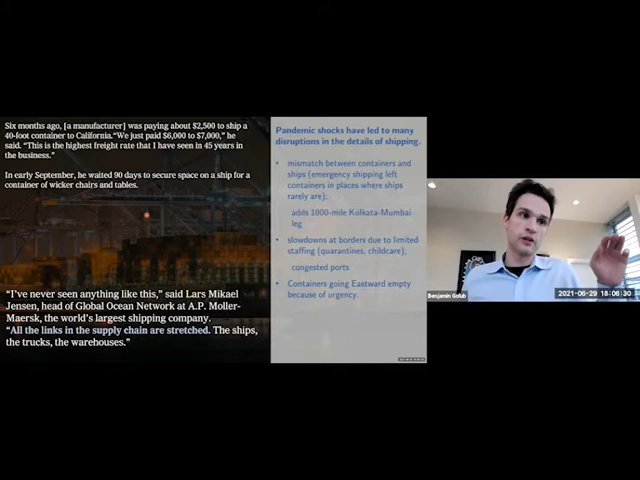 Six months ago, [a manufacturer] was paying about $2,500 to ship a
40-foot container to California. "We just paid $6,000 to $7,000," he
said. "This is the highest freight rate that I have seen in 45 years in
the business."
In early September, he waited 90 days to secure space on a ship for a
container of wicker chairs and tables.
"I've never seen anything like this," said Lars Mikael
Jensen, head of Global Ocean Network at A.P. Moller-
Maersk, the world's largest shipping company.
"All the links in the supply chain are stretched. The ships,
the trucks, the warehouses."
Pandemic shocks have led to many
disruptions in the details of shipping.
• mismatch between containers and
ships (emergency shipping left
containers in places where ships
rarely are);
adds 1000-mile Kolkata-Mumbai
leg
• slowdowns at borders due to limited
staffing (quarantines, childcare);
congested ports
• Containers going Eastward empty
because of urgency.
Benjamin Golub
2021-06-29 18:06:30